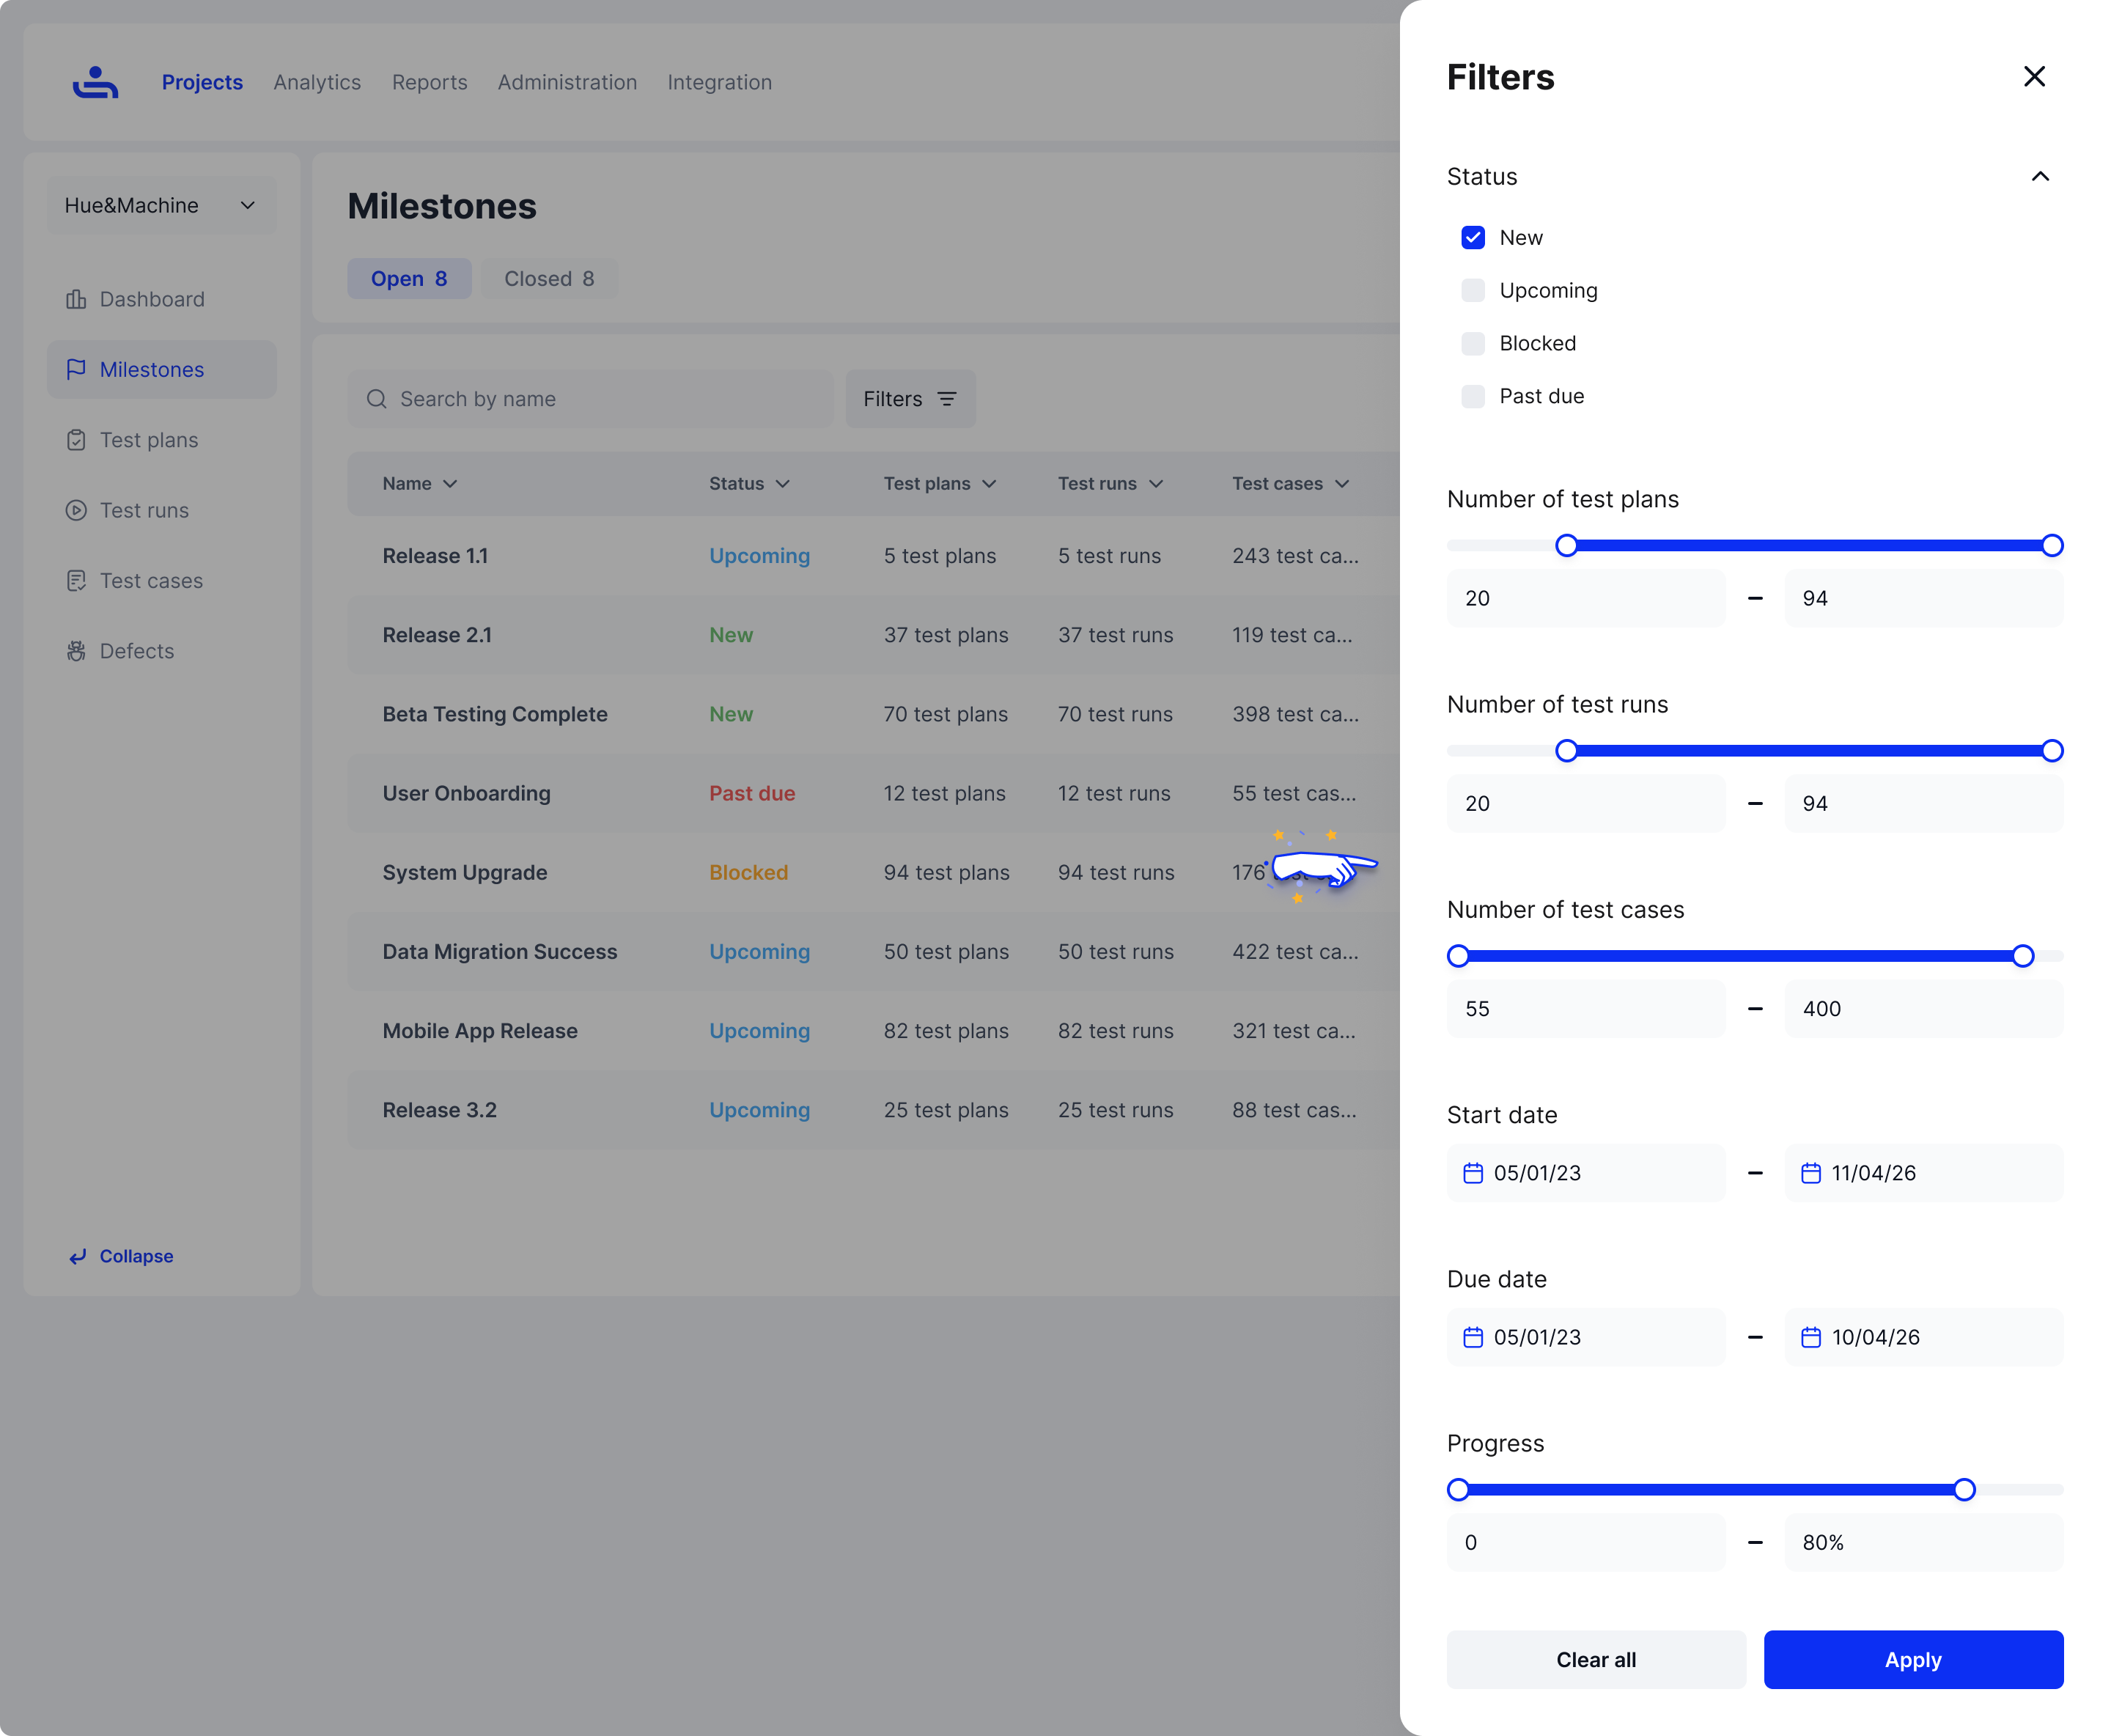 Projects Analytics Reports Administration Integration
Hue&Machine
Dashboard
Milestones
Test plans
Test runs
Test cases
Defects
Collapse
Milestones
Open 8 Closed 8
Search by name Filters
Name Status Test plans Test runs Test cases
Release 1.1 Upcoming 5 test plans 5 test runs 243 test ca...
Release 2.1 New 37 test plans 37 test runs 119 test ca...
Beta Testing Complete New 70 test plans 70 test runs 398 test ca...
User Onboarding Past due 12 test plans 12 test runs 55 test cas...
System Upgrade Blocked 94 test plans 94 test runs 176
Data Migration Success Upcoming 50 test plans 50 test runs 422 test ca...
Mobile App Release Upcoming 82 test plans 82 test runs 321 test ca...
Release 3.2 Upcoming 25 test plans 25 test runs 88 test cas...
Filters
Status
New
Upcoming
Blocked
Past due
Number of test plans
20 – 94
Number of test runs
20 – 94
Number of test cases
55 – 400
Start date
05/01/23 – 11/04/26
Due date
05/01/23 – 10/04/26
Progress
0 – 80%
Clear all Apply